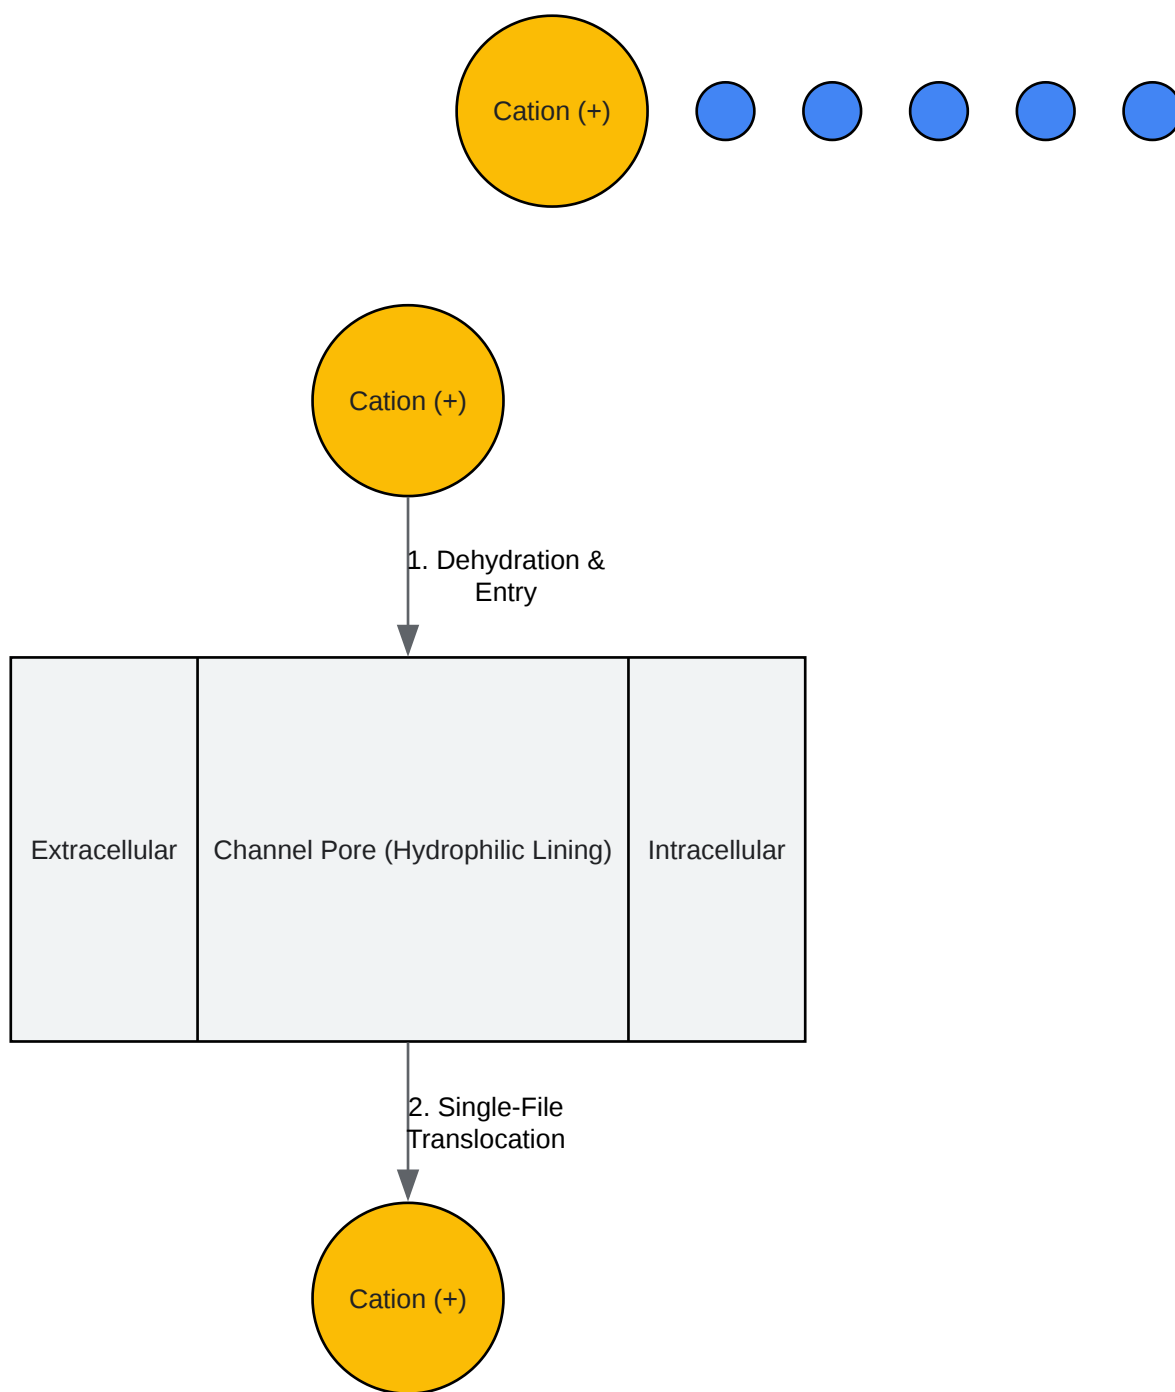 Cation (+)
Cation (+)
1. Dehydration &
Entry
Extracellular
Channel Pore (Hydrophilic Lining)
Intracellular
2. Single-File
Translocation
Cation (+)